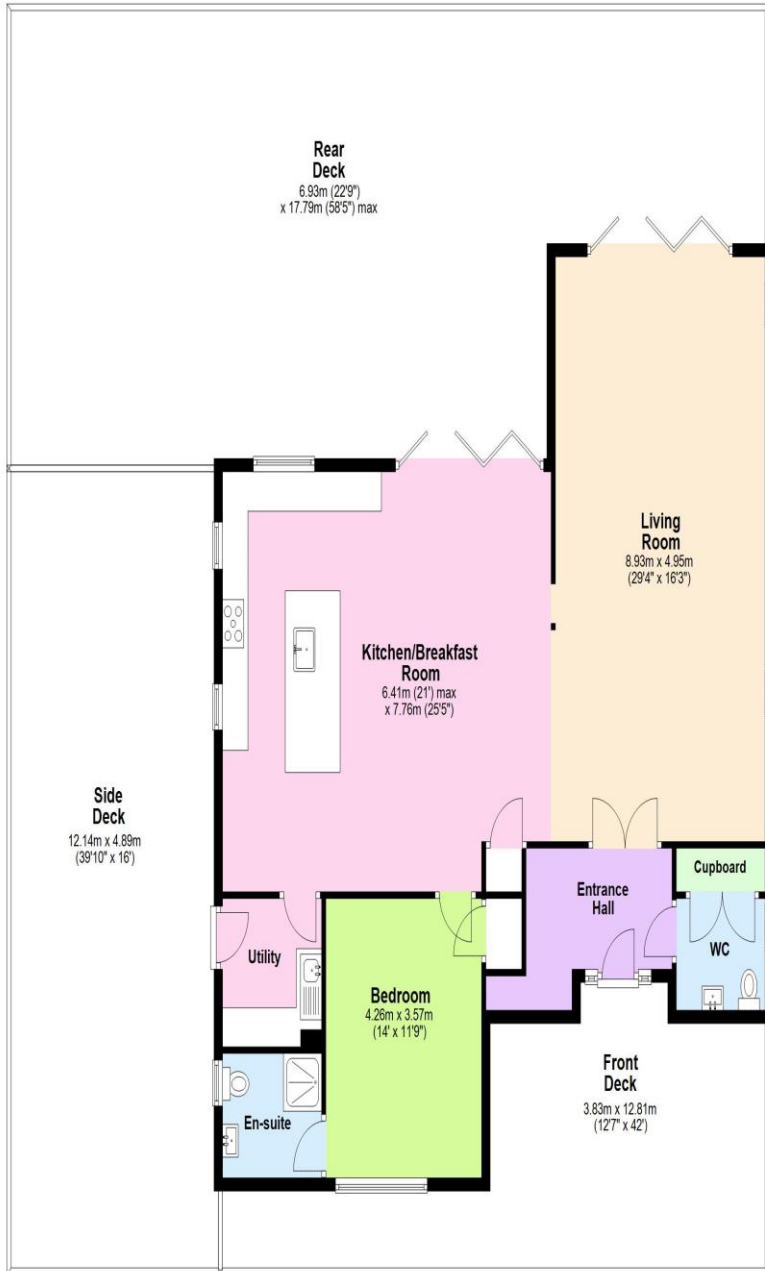 Rear
Deck
6.93m (22'9")
x 17.79m (58'5") max
Living
Room
8.93m x 4.95m
(29'4" x 16'3")
Kitchen/Breakfast
Room
6.41m (21') max
x 7.76m (25'5")
Side
Deck
12.14m x 4.89m
(39'10" x 16')
Cupboard
Entrance
Hall
WC
Utility
Bedroom
4.26m x 3.57m
(14' x 11'9")
En-suite
Front
Deck
3.83m x 12.81m
(12'7" x 42')